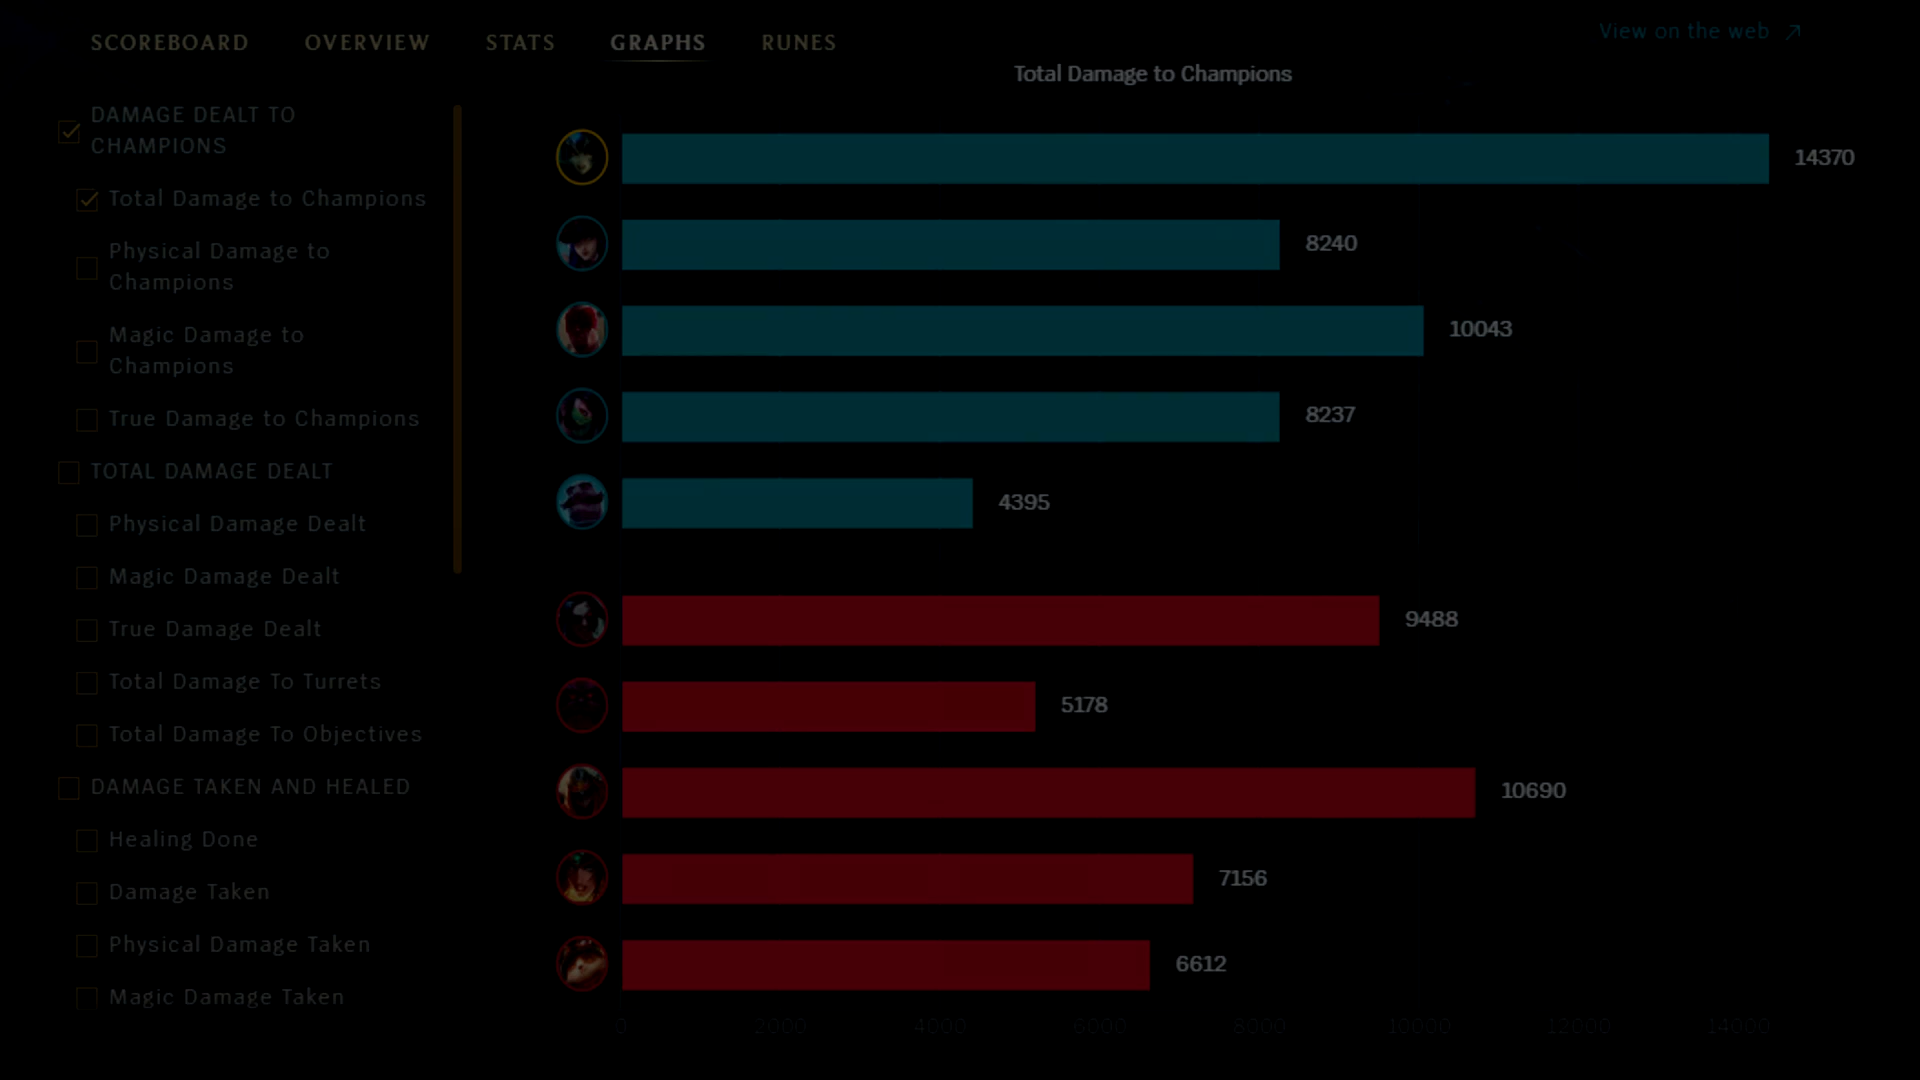 SCOREBOARD OVERVIEW STATS GRAPHS RUNES
View on the web
Total Damage to Champions
DAMAGE DEALT TO
CHAMPIONS
Total Damage to Champions
Physical Damage to
Champions
Magic Damage to
Champions
True Damage to Champions
TOTAL DAMAGE DEALT
Physical Damage Dealt
Magic Damage Dealt
True Damage Dealt
Total Damage To Turrets
Total Damage To Objectives
DAMAGE TAKEN AND HEALED
Healing Done
Damage Taken
Physical Damage Taken
Magic Damage Taken
14370
8240
10043
8237
4395
9488
5178
10690
7156
6612
0 2000 4000 6000 8000 10000 12000 14000